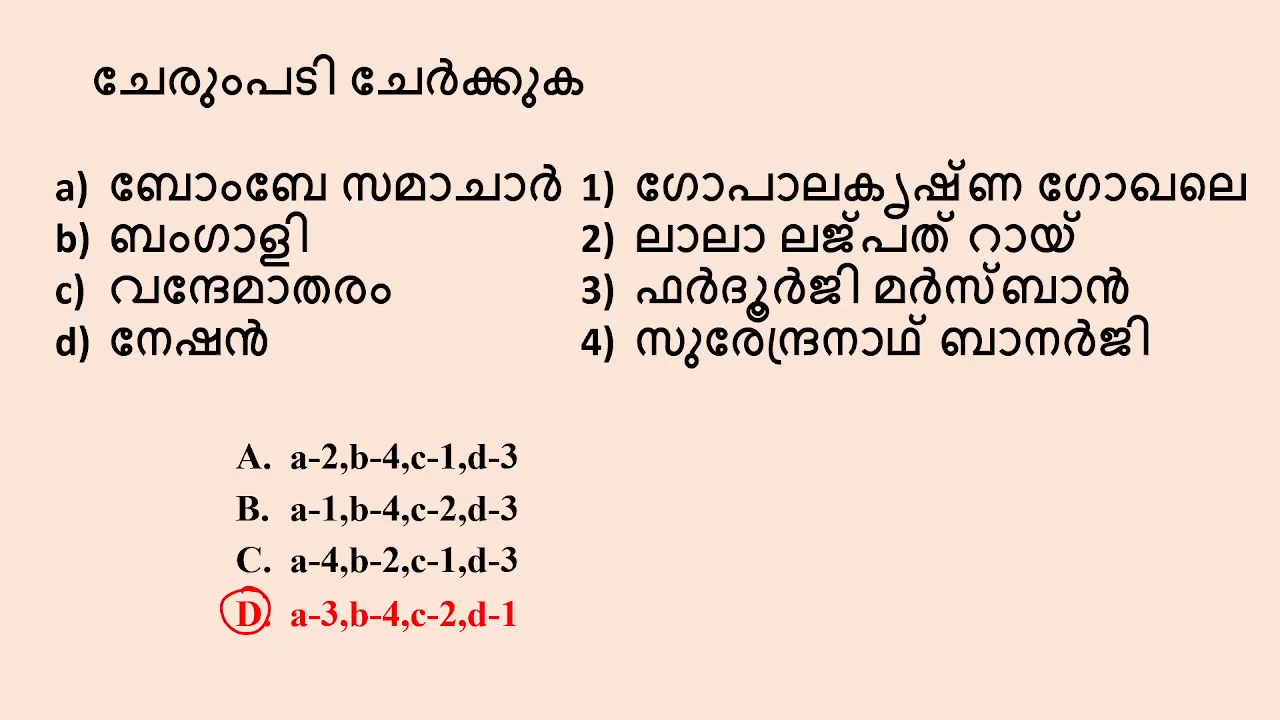 ചേരുംപടി ചേർക്കുക
a) ബോംബേ സമാചാർ 1) ഗോപാലകൃഷ്ണ ഗോഖലെ
b) ബംഗാളി 2) ലാലാ ലജ്പത് റായ്
c) വന്ദേമാതരം 3) ഫർദൂർജി മർസ്ബാൻ
d) നേഷൻ 4) സുരേന്ദ്രനാഥ് ബാനർജി
A. a-2,b-4,c-1,d-3
B. a-1,b-4,c-2,d-3
C. a-4,b-2,c-1,d-3
D. a-3,b-4,c-2,d-1